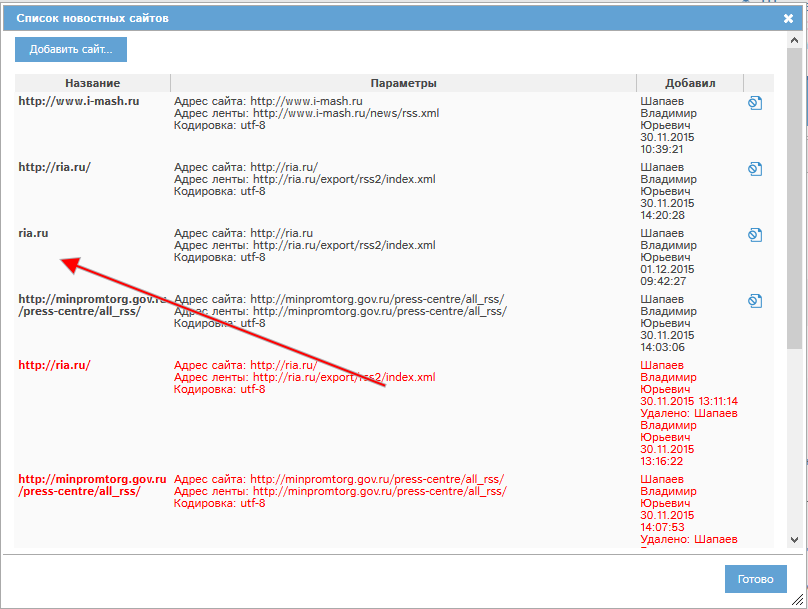 Список новостных сайтов
Добавить сайт...
Название Параметры Добавил
http://www.i-mash.ru
Адрес сайта: http://www.i-mash.ru
Адрес ленты: http://www.i-mash.ru/news/rss.xml
Кодировка: utf-8
Шапаев
Владимир
Юрьевич
30.11.2015
10:39:21
http://ria.ru/
Адрес сайта: http://ria.ru/
Адрес ленты: http://ria.ru/export/rss2/index.xml
Кодировка: utf-8
Шапаев
Владимир
Юрьевич
30.11.2015
14:20:28
ria.ru
Адрес сайта: http://ria.ru
Адрес ленты: http://ria.ru/export/rss2/index.xml
Кодировка: utf-8
Шапаев
Владимир
Юрьевич
01.12.2015
09:42:27
http://minpromtorg.gov.ru
/press-centre/all_rss/
Адрес сайта: http://minpromtorg.gov.ru/press-centre/all_rss/
Адрес ленты: http://minpromtorg.gov.ru/press-centre/all_rss/
Кодировка: utf-8
Шапаев
Владимир
Юрьевич
30.11.2015
14:03:06
http://ria.ru/
Адрес сайта: http://ria.ru/
Адрес ленты: http://ria.ru/export/rss2/index.xml
Кодировка: utf-8
Шапаев
Владимир
Юрьевич
30.11.2015 13:11:14
Удалено: Шапаев
Владимир
Юрьевич
30.11.2015
13:16:22
http://minpromtorg.gov.ru
/press-centre/all_rss/
Адрес сайта: http://minpromtorg.gov.ru/press-centre/all_rss/
Адрес ленты: http://minpromtorg.gov.ru/press-centre/all_rss/
Кодировка: utf-8
Шапаев
Владимир
Юрьевич
30.11.2015
14:07:53
Удалено: Шапаев
Готово